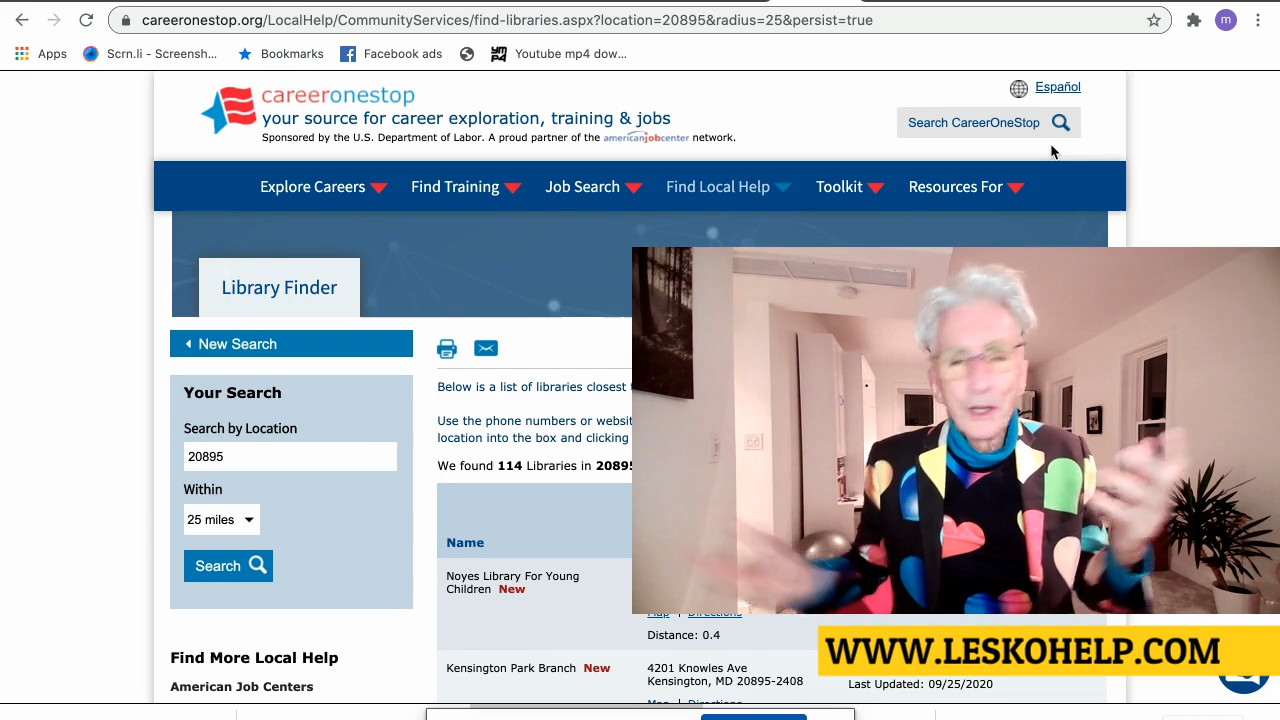 careeronestop.org/LocalHelp/CommunityServices/find-libraries.aspx?location=20895&radius=25&persist=true
m
Apps
Scrn.li - Screensh...
Bookmarks
Facebook ads
Youtube mp4 dow...
careeronestop
your source for career exploration, training & jobs
Sponsored by the U.S. Department of Labor. A proud partner of the americanjobcenter network.
Español
Search CareerOneStop
Explore Careers
Find Training
Job Search
Find Local Help
Toolkit
Resources For
Library Finder
New Search
Your Search
Search by Location
20895
Within
25 miles
Search
Find More Local Help
American Job Centers
Below is a list of libraries closest
Use the phone numbers or websit
location into the box and clicking
We found 114 Libraries in 20895
Name
Noyes Library For Young
Children New
Map | Directions
Distance: 0.4
Kensington Park Branch New
4201 Knowles Ave
Kensington, MD 20895-2408
Map | Directions
Last Updated: 09/25/2020
WWW.LESKOHELP.COM